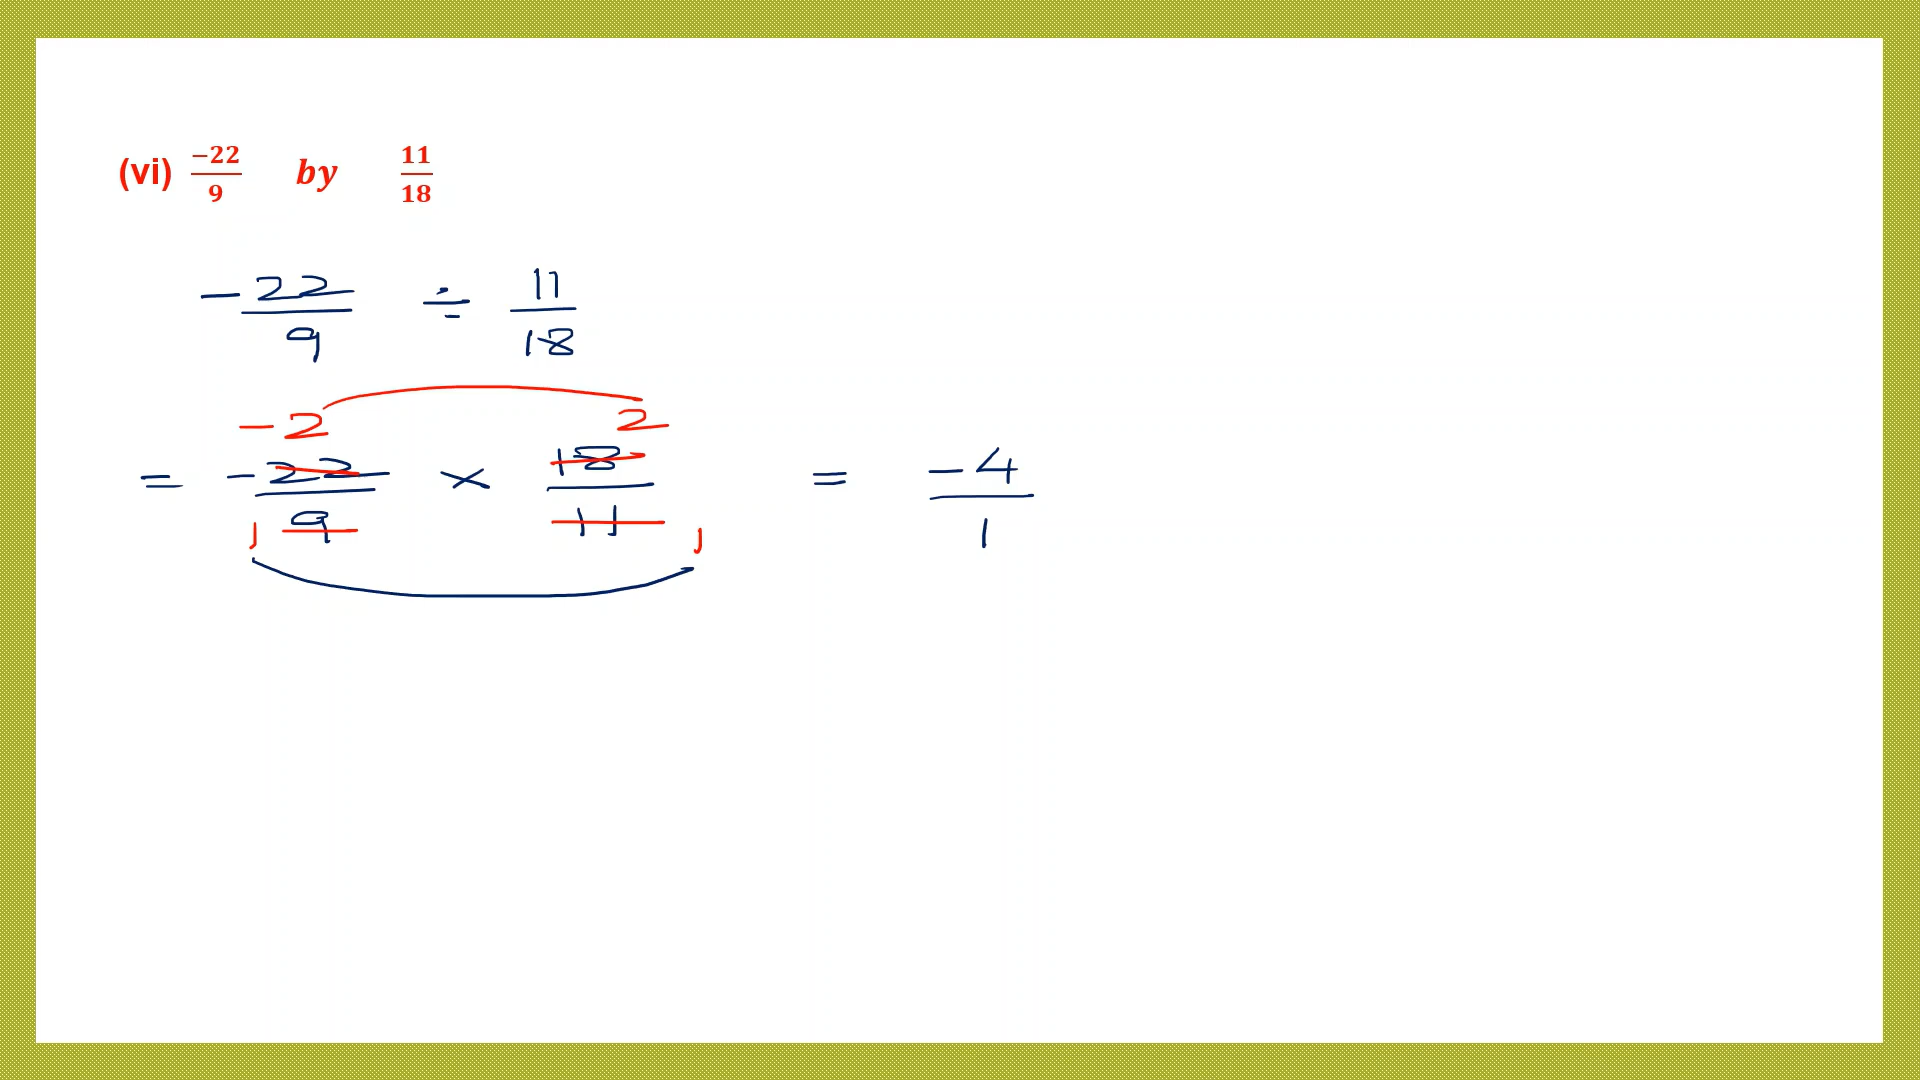 (vi) −22/9 by 11/18
−22/9 ÷ 11/18
−2 2
= −22/9 × 18/11 = −4/1
1 1